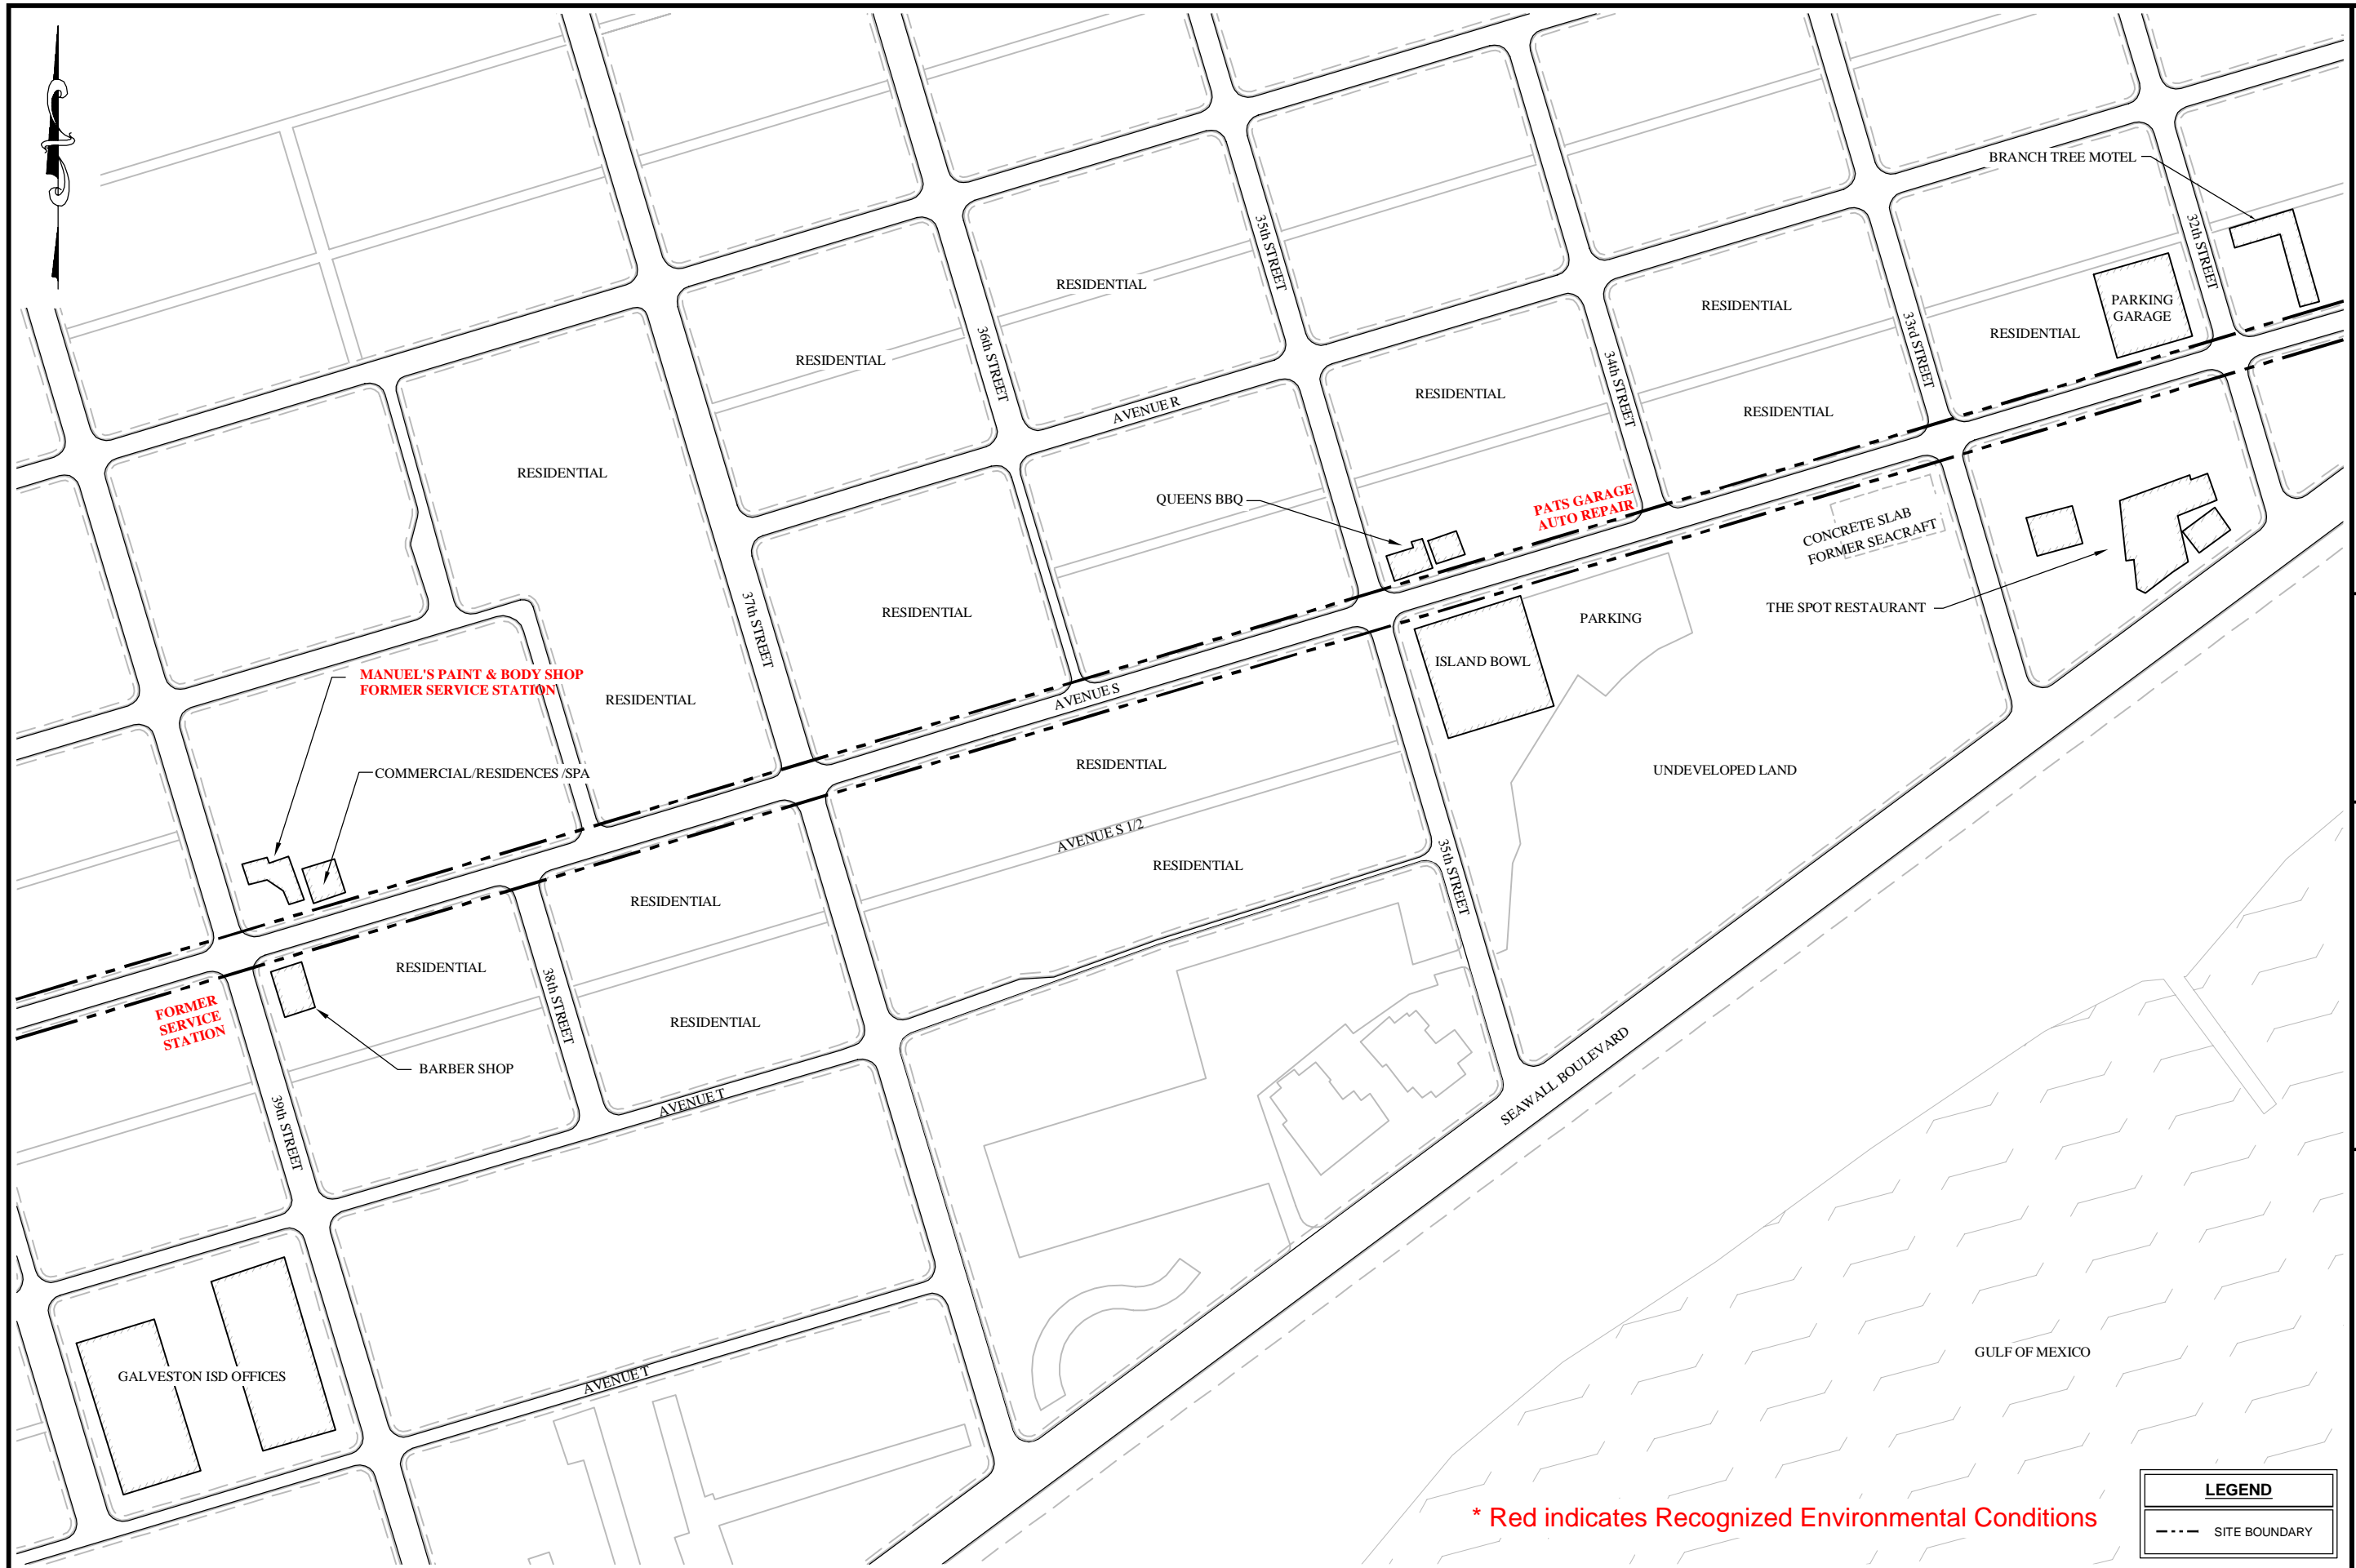 BRANCH TREE MOTEL
35th STREET
32th STREET
RESIDENTIAL
RESIDENTIAL
PARKING
GARAGE
33rd STREET
RESIDENTIAL
36th STREET
RESIDENTIAL
34th STREET
RESIDENTIAL
AVENUE R
RESIDENTIAL
RESIDENTIAL
QUEENS BBQ
PATS GARAGE
AUTO REPAIR
CONCRETE SLAB
FORMER SEACRAFT
37th STREET
RESIDENTIAL
THE SPOT RESTAURANT
PARKING
ISLAND BOWL
MANUEL'S PAINT & BODY SHOP
FORMER SERVICE STATION
RESIDENTIAL
AVENUE S
RESIDENTIAL
UNDEVELOPED LAND
COMMERCIAL/RESIDENCES /SPA
AVENUE S 1/2
RESIDENTIAL
35th STREET
RESIDENTIAL
RESIDENTIAL
38th STREET
FORMER
SERVICE
STATION
RESIDENTIAL
BARBER SHOP
SEAWALL BOULEVARD
AVENUE T
39th STREET
GULF OF MEXICO
GALVESTON ISD OFFICES
AVENUE T
* Red indicates Recognized Environmental Conditions
LEGEND
SITE BOUNDARY